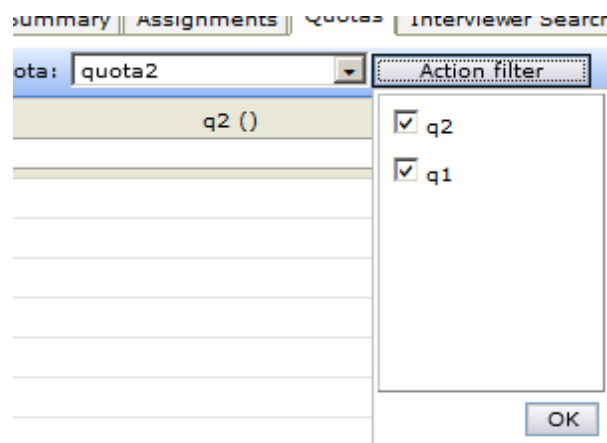 Summary Assignments Quotas Interviewer Search
ota: quota2 Action filter
q2 () q2
q1
OK